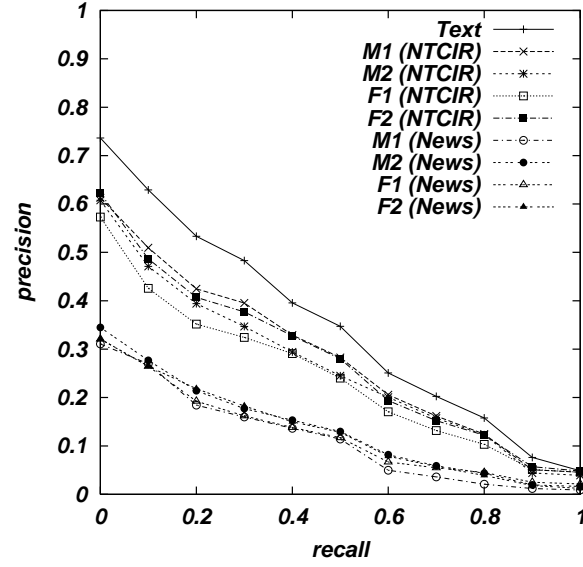 1
0.9
0.8
0.7
0.6
0.5
0.4
0.3
0.2
0.1
0
precision
Text
M1 (NTCIR)
M2 (NTCIR)
F1 (NTCIR)
F2 (NTCIR)
M1 (News)
M2 (News)
F1 (News)
F2 (News)
0 0.2 0.4 0.6 0.8 1
recall